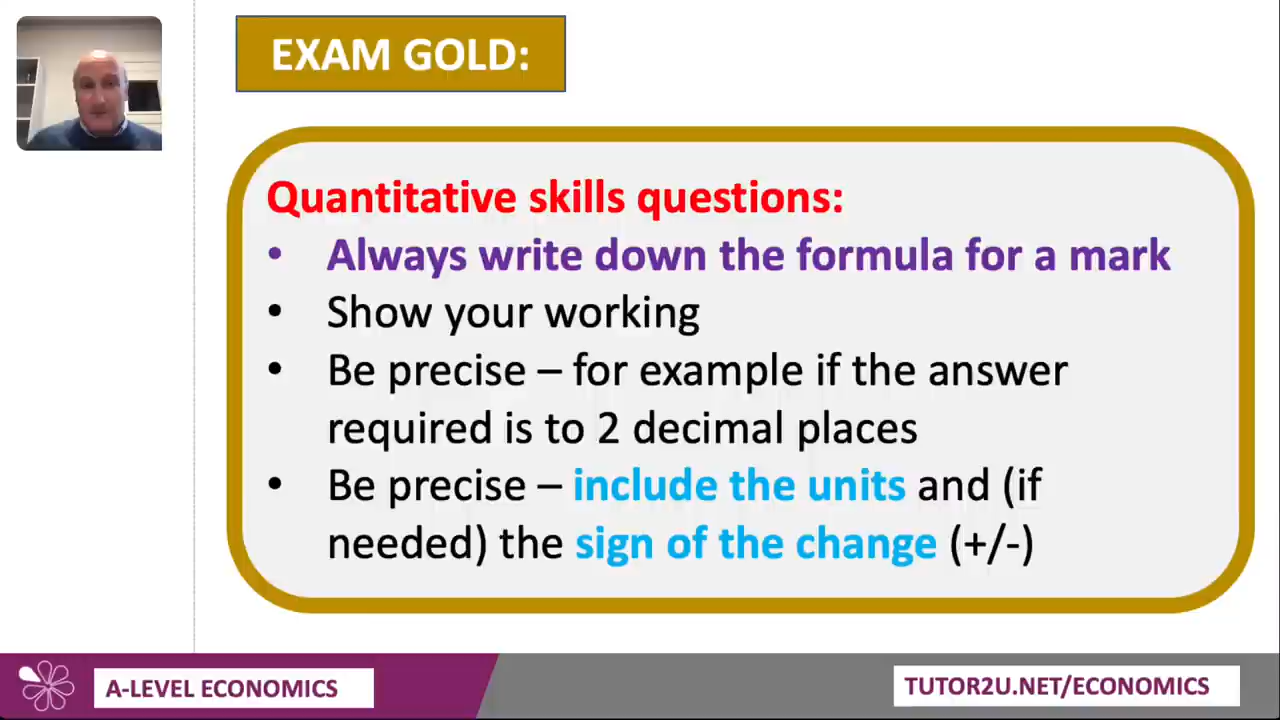 EXAM GOLD:
Quantitative skills questions:
• Always write down the formula for a mark
• Show your working
• Be precise – for example if the answer
required is to 2 decimal places
• Be precise – include the units and (if
needed) the sign of the change (+/-)
A-LEVEL ECONOMICS
TUTOR2U.NET/ECONOMICS